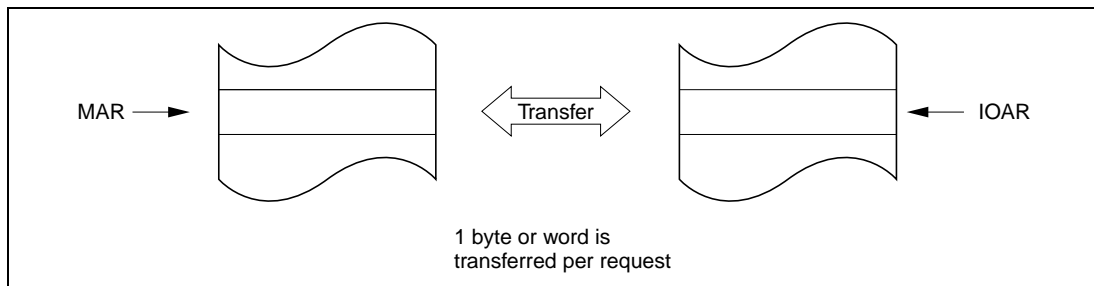 MAR
Transfer
IOAR
1 byte or word is
transferred per request